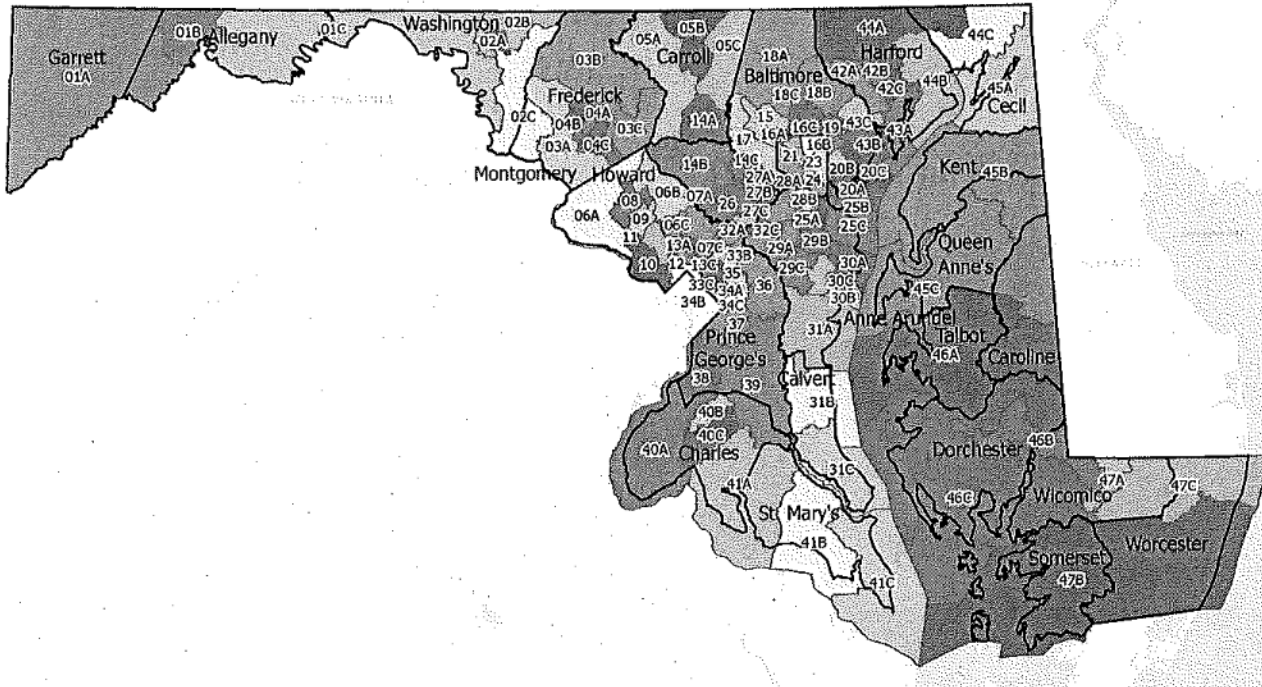 Garrett
01A
01B
Allegany
01C
Washington
02B
02A
02C
03B
Frederick
04A
04B
03C
03A
04C
05A
05B
05C
Carroll
14A
18A
Baltimore
18C
18B
15
16A
16C
19
17
21
16B
23
14C
24
44A
Harford
42A
42B
42C
44B
44C
45A
Cecil
43C
43A
43B
20B
20C
20A
Montgomery
Howard
14B
27A
28A
27B
28B
27C
06A
06B
08
09
07A
26
06C
11
13A
07C
32A
32C
25A
25B
25C
29A
29B
10
12
13C
33B
35
29C
30A
30C
30B
33C
34A
34C
34B
36
37
31A
Anne Arundel
Prince
George's
38
39
Kent
45B
Queen
Anne's
45C
Talbot
46A
Caroline
Calvert
31B
40B
40C
40A
Charles
31C
41A
St Mary's
41B
41C
Dorchester
46B
46C
Wicomico
47A
47C
Somerset
47B
Worcester